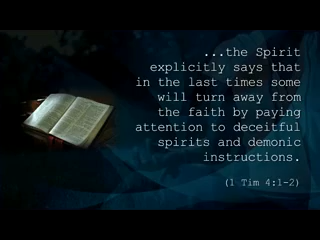 ...the Spirit
explicitly says that
in the last times some
will turn away from
the faith by paying
attention to deceitful
spirits and demonic
instructions.
(1 Tim 4:1-2)